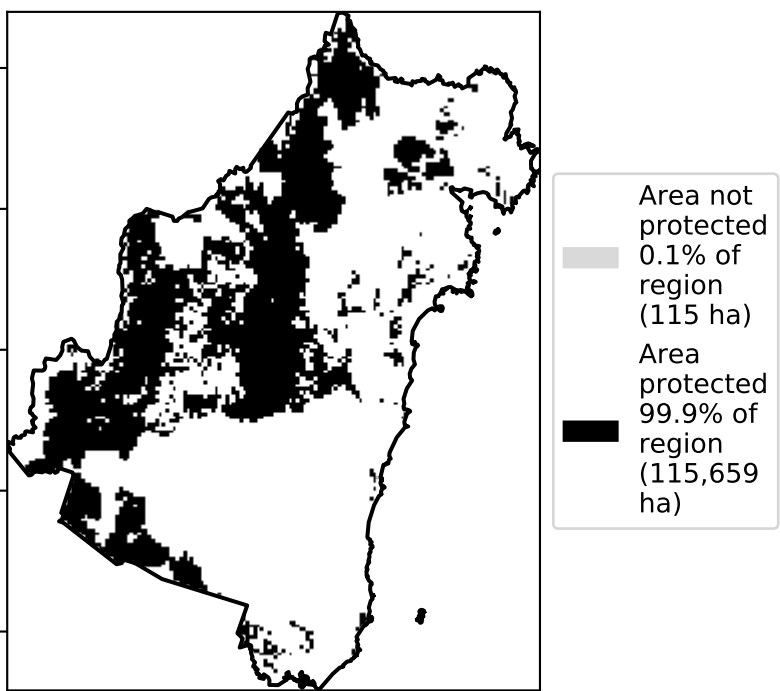 Area not
protected
0.1% of
region
(115 ha)
Area
protected
99.9% of
region
(115,659
ha)